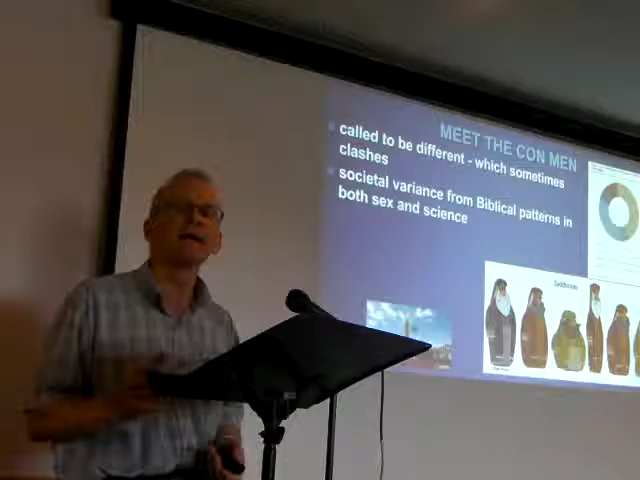 MEET THE CON MEN
called to be different - which sometimes
clashes
societal variance from Biblical patterns in
both sex and science
Sadducees